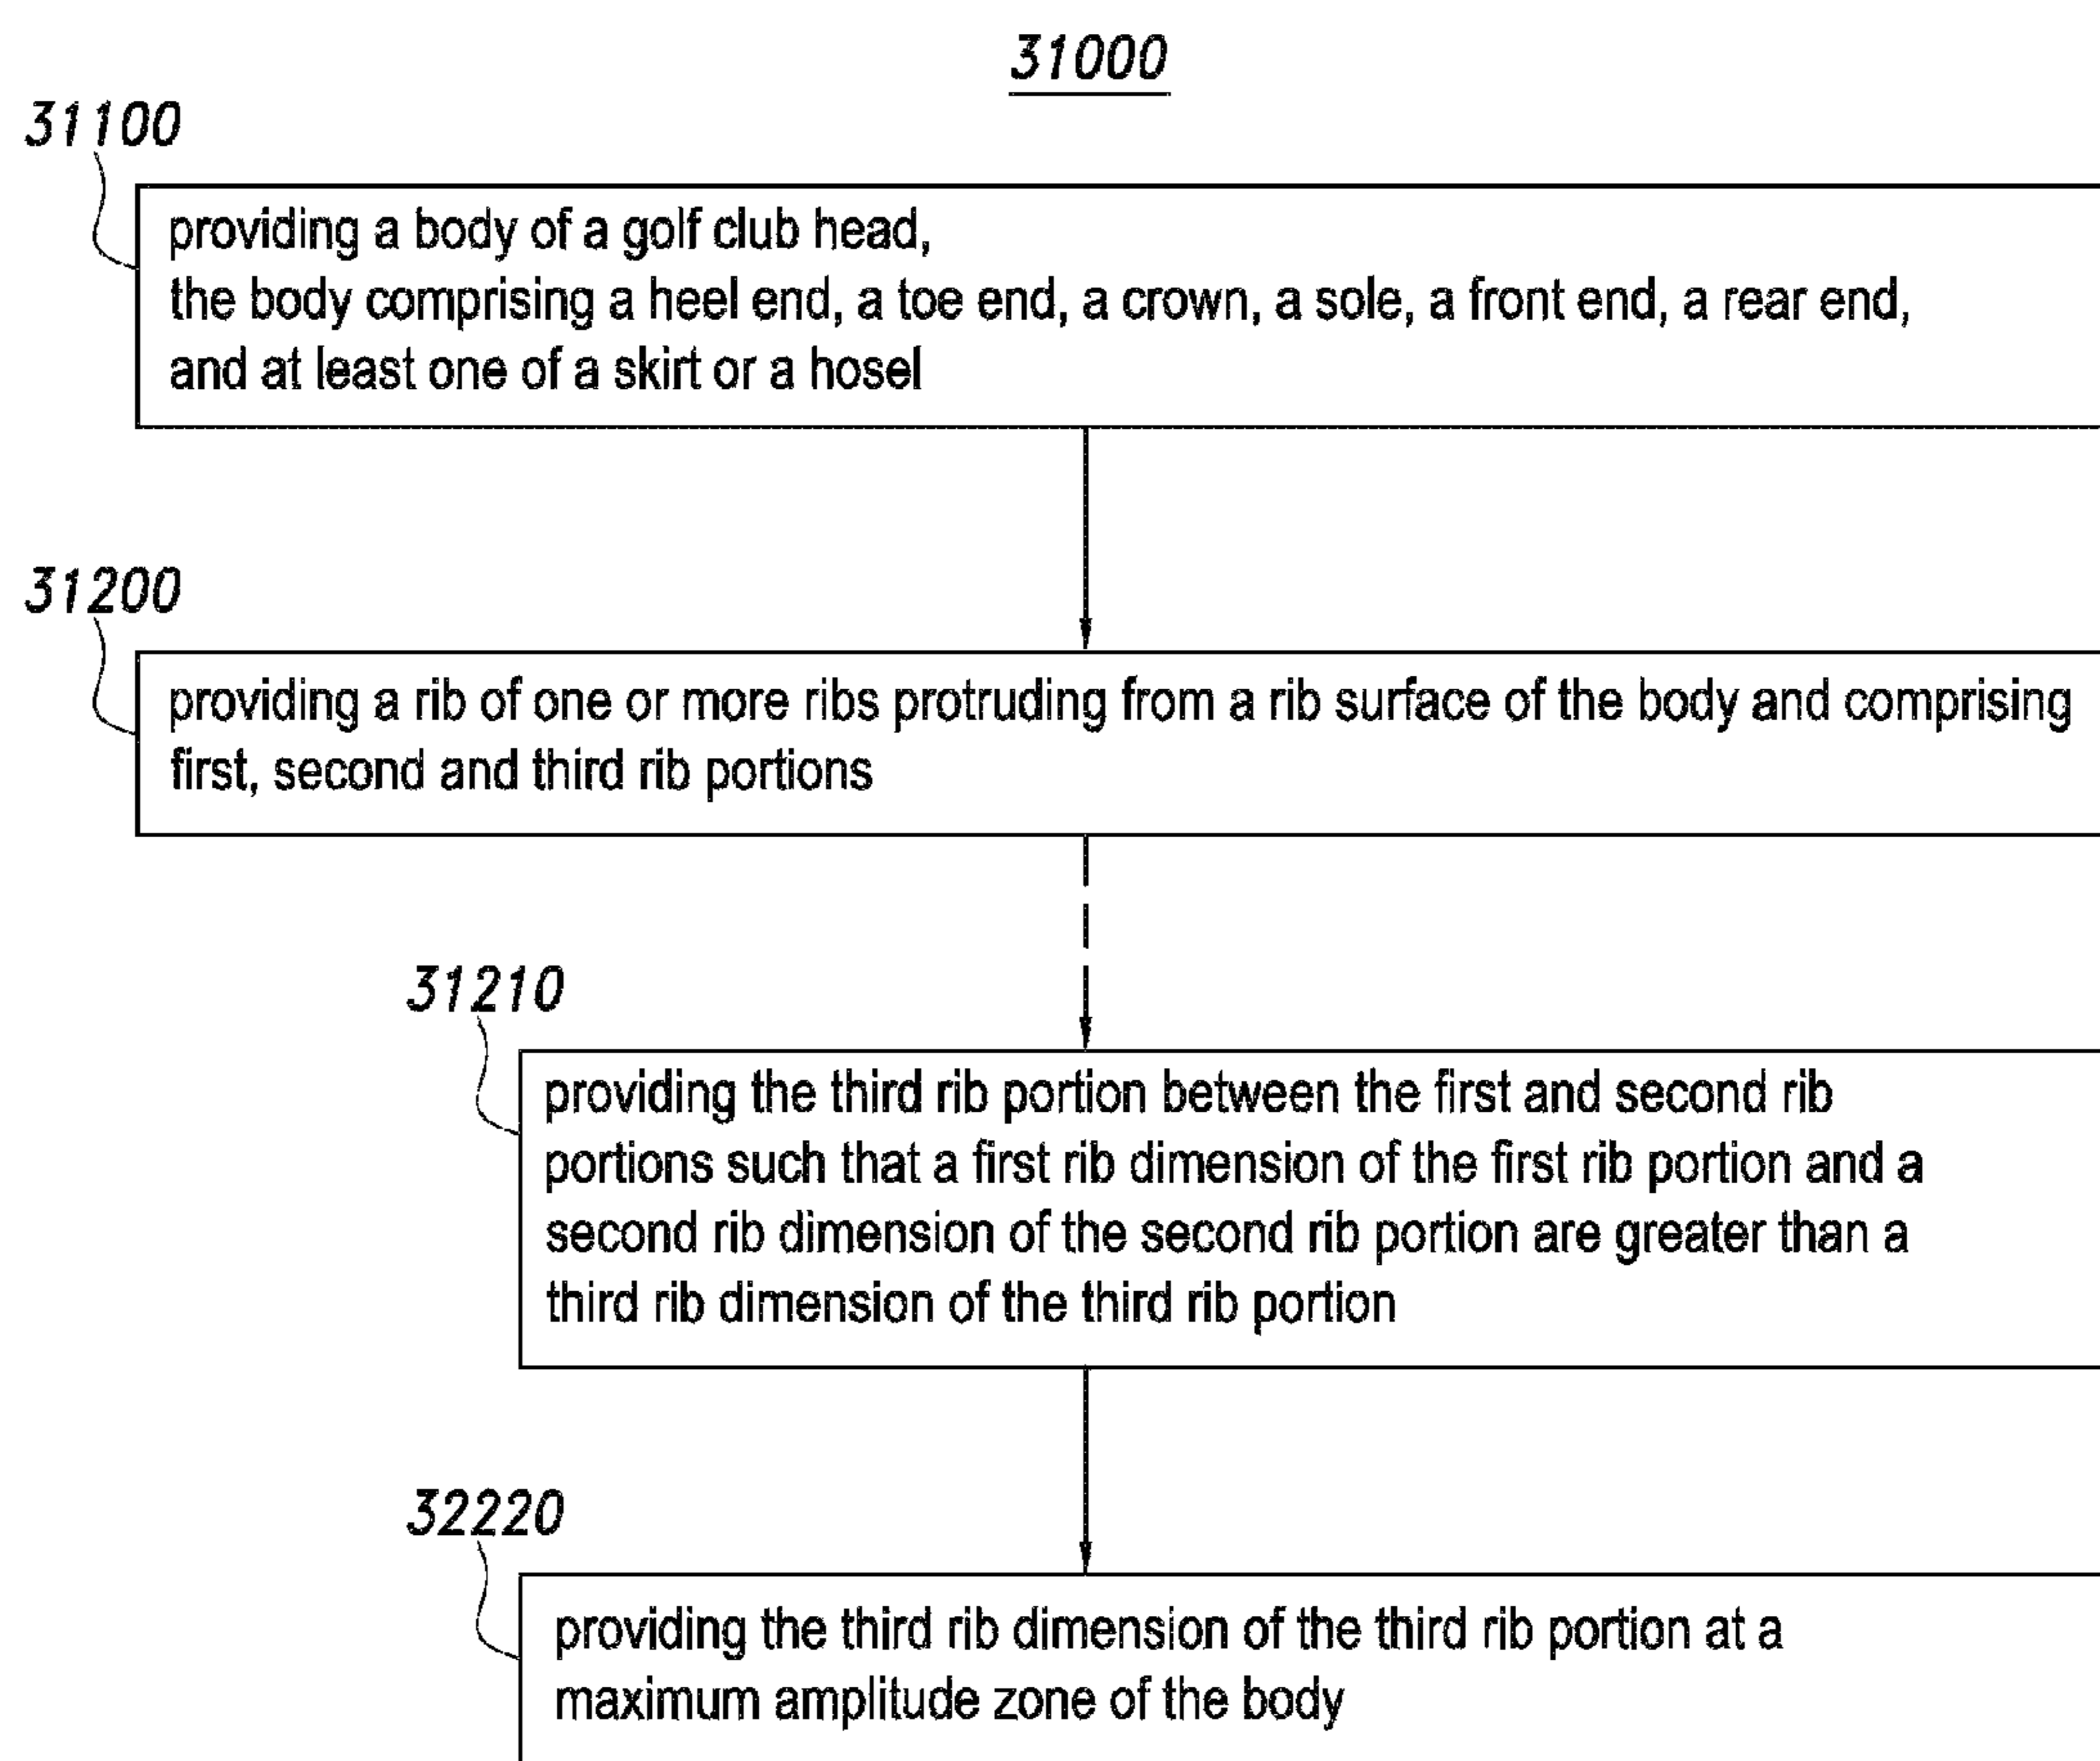 31000
31100
providing a body of a golf club head,
the body comprising a heel end, a toe end, a crown, a sole, a front end, a rear end,
and at least one of a skirt or a hosel
31200
providing a rib of one or more ribs protruding from a rib surface of the body and comprising
first, second and third rib portions
31210
providing the third rib portion between the first and second rib
portions such that a first rib dimension of the first rib portion and a
second rib dimension of the second rib portion are greater than a
third rib dimension of the third rib portion
32220
providing the third rib dimension of the third rib portion at a
maximum amplitude zone of the body